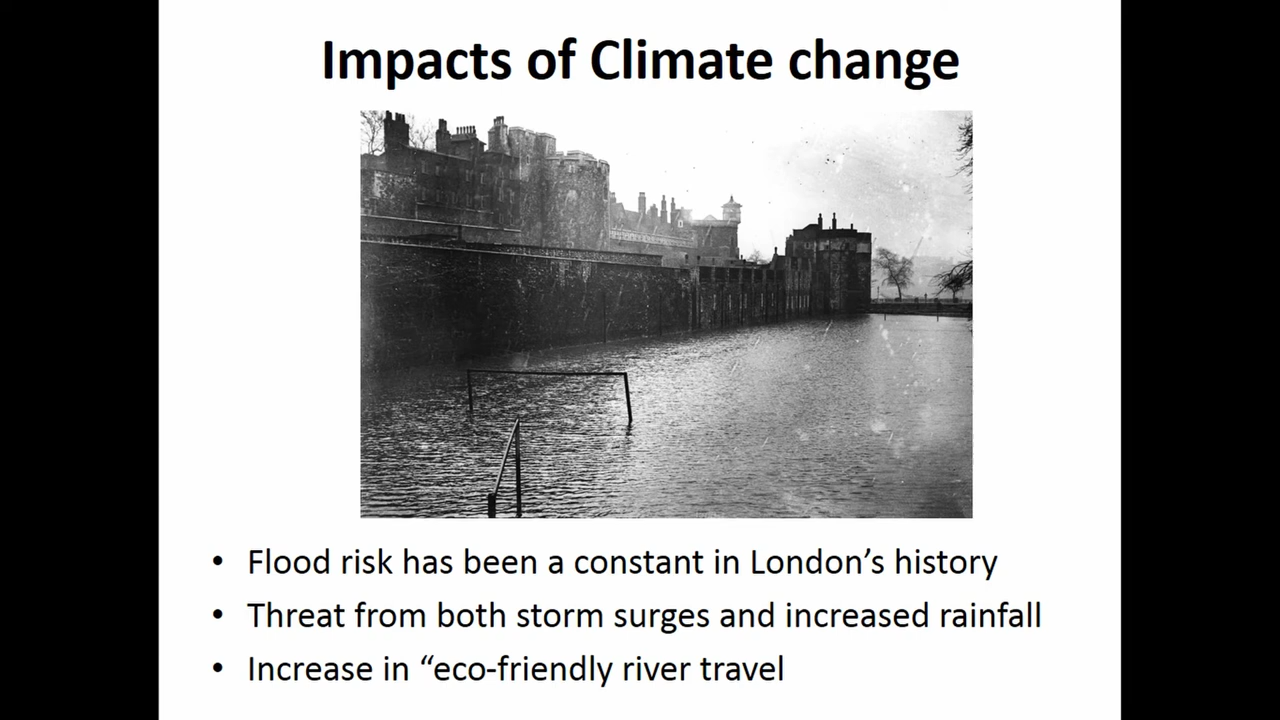 Impacts of Climate change
• Flood risk has been a constant in London’s history
• Threat from both storm surges and increased rainfall
• Increase in “eco-friendly river travel